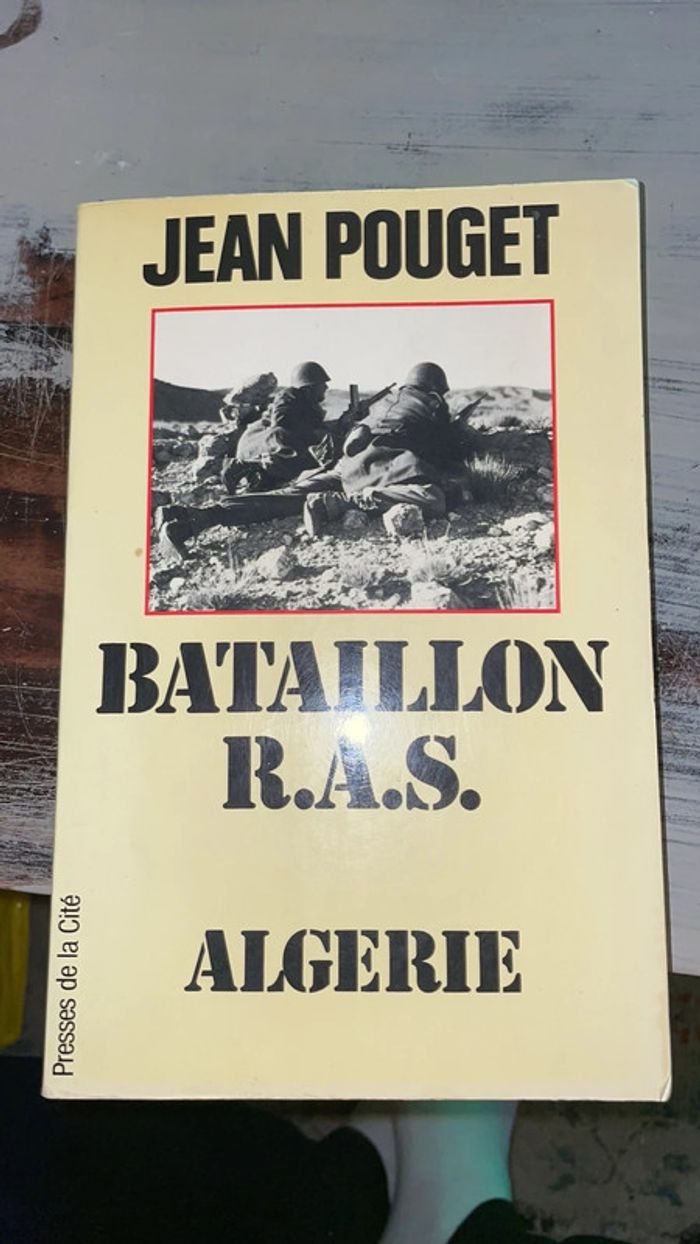 JEAN POUGET
BATAILLON
R.A.S.
ALGERIE
Presses de la Cité